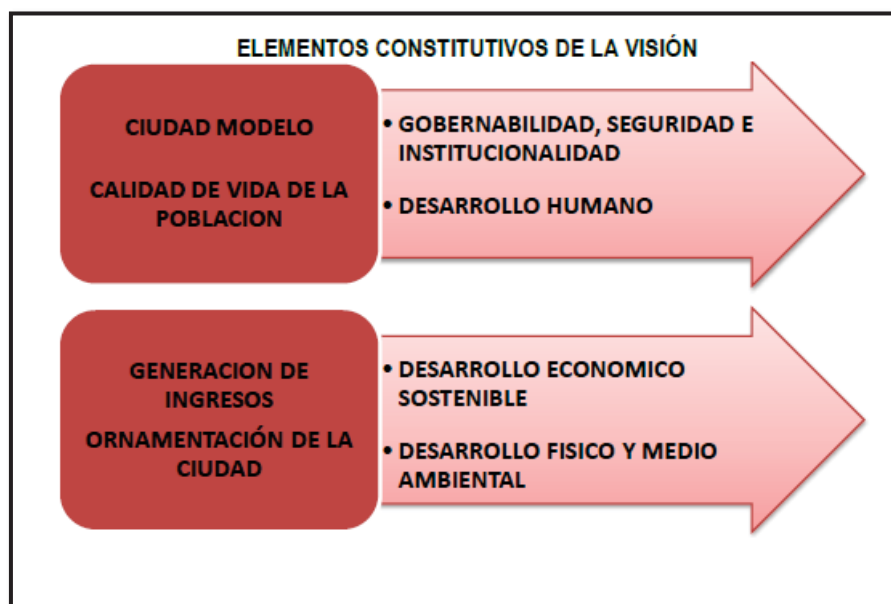 ELEMENTOS CONSTITUTIVOS DE LA VISIÓN
CIUDAD MODELO
CALIDAD DE VIDA DE LA
POBLACION
• GOBERNABILIDAD, SEGURIDAD E
INSTITUCIONALIDAD
• DESARROLLO HUMANO
GENERACION DE
INGRESOS
ORNAMENTACIÓN DE LA
CIUDAD
• DESARROLLO ECONOMICO
SOSTENIBLE
• DESARROLLO FISICO Y MEDIO
AMBIENTAL